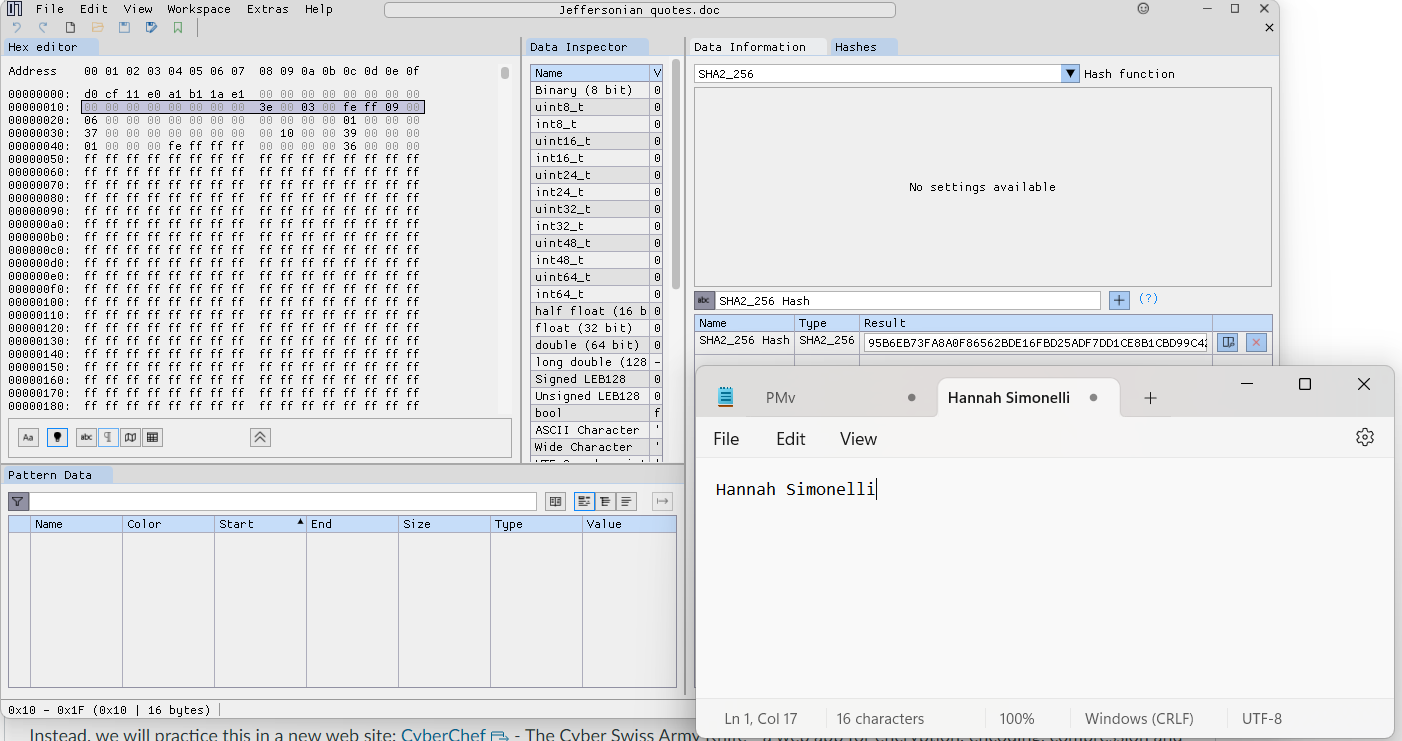 File Edit View Workspace Extras Help
Jeffersonian quotes.doc
Hex editor
Address 00 01 02 03 04 05 06 07 08 09 0a 0b 0c 0d 0e 0f
00000000: d0 cf 11 e0 a1 b1 1a e1 00 00 00 00 00 00 00 00
00000010: 00 00 00 00 00 00 00 00 3e 00 03 00 fe ff 09 00
00000020: 06 00 00 00 00 00 00 00 00 00 00 00 01 00 00 00
00000030: 37 00 00 00 00 00 00 00 00 10 00 00 39 00 00 00
00000040: 01 00 00 00 fe ff ff ff 00 00 00 00 36 00 00 00
00000050: ff ff ff ff ff ff ff ff ff ff ff ff ff ff ff ff
00000060: ff ff ff ff ff ff ff ff ff ff ff ff ff ff ff ff
00000070: ff ff ff ff ff ff ff ff ff ff ff ff ff ff ff ff
00000080: ff ff ff ff ff ff ff ff ff ff ff ff ff ff ff ff
00000090: ff ff ff ff ff ff ff ff ff ff ff ff ff ff ff ff
000000a0: ff ff ff ff ff ff ff ff ff ff ff ff ff ff ff ff
000000b0: ff ff ff ff ff ff ff ff ff ff ff ff ff ff ff ff
000000c0: ff ff ff ff ff ff ff ff ff ff ff ff ff ff ff ff
000000d0: ff ff ff ff ff ff ff ff ff ff ff ff ff ff ff ff
000000e0: ff ff ff ff ff ff ff ff ff ff ff ff ff ff ff ff
000000f0: ff ff ff ff ff ff ff ff ff ff ff ff ff ff ff ff
00000100: ff ff ff ff ff ff ff ff ff ff ff ff ff ff ff ff
00000110: ff ff ff ff ff ff ff ff ff ff ff ff ff ff ff ff
00000120: ff ff ff ff ff ff ff ff ff ff ff ff ff ff ff ff
00000130: ff ff ff ff ff ff ff ff ff ff ff ff ff ff ff ff
00000140: ff ff ff ff ff ff ff ff ff ff ff ff ff ff ff ff
00000150: ff ff ff ff ff ff ff ff ff ff ff ff ff ff ff ff
00000160: ff ff ff ff ff ff ff ff ff ff ff ff ff ff ff ff
00000170: ff ff ff ff ff ff ff ff ff ff ff ff ff ff ff ff
00000180: ff ff ff ff ff ff ff ff ff ff ff ff ff ff ff ff
Aa abc
Data Inspector
Name V
Binary (8 bit) 0
uint8_t 0
int8_t 0
uint16_t 0
int16_t 0
uint24_t 0
int24_t 0
uint32_t 0
int32_t 0
uint48_t 0
int48_t 0
uint64_t 0
int64_t 0
half float (16 b 0
float (32 bit) 0
double (64 bit) 0
long double (128 -
Signed LEB128 0
Unsigned LEB128 0
bool f
ASCII Character '
Wide Character '
Data Information Hashes
SHA2_256 Hash function
No settings available
abc SHA2_256 Hash + (?)
Name Type Result
SHA2_256 Hash SHA2_256 95B6EB73FA8A0F86562BDE16FBD25ADF7DD1CE8B1CBD99C42
Pattern Data
Name Color Start End Size Type Value
0x10 - 0x1F (0x10 | 16 bytes)
PMv Hannah Simonelli
File Edit View
Hannah Simonelli
Ln 1, Col 17 16 characters 100% Windows (CRLF) UTF-8
Instead, we will practice this in a new web site: CyberChef - The Cyber Swiss Army